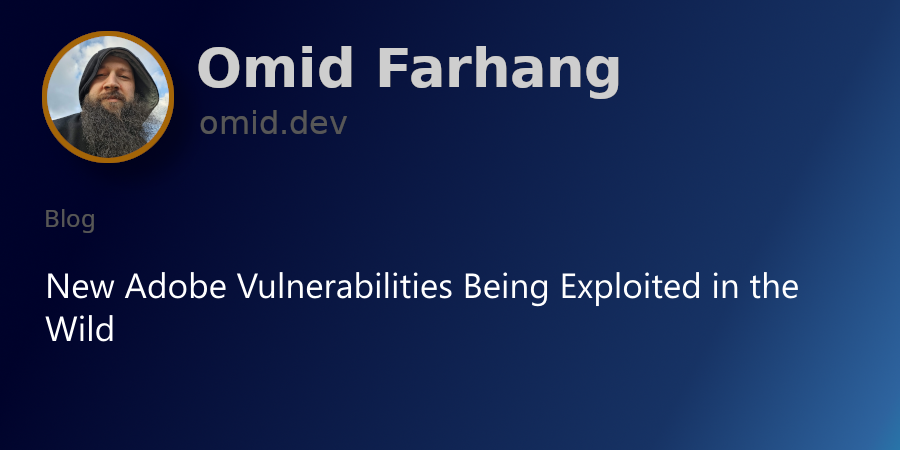 Omid Farhang
omid.dev
Blog
New Adobe Vulnerabilities Being Exploited in the
Wild